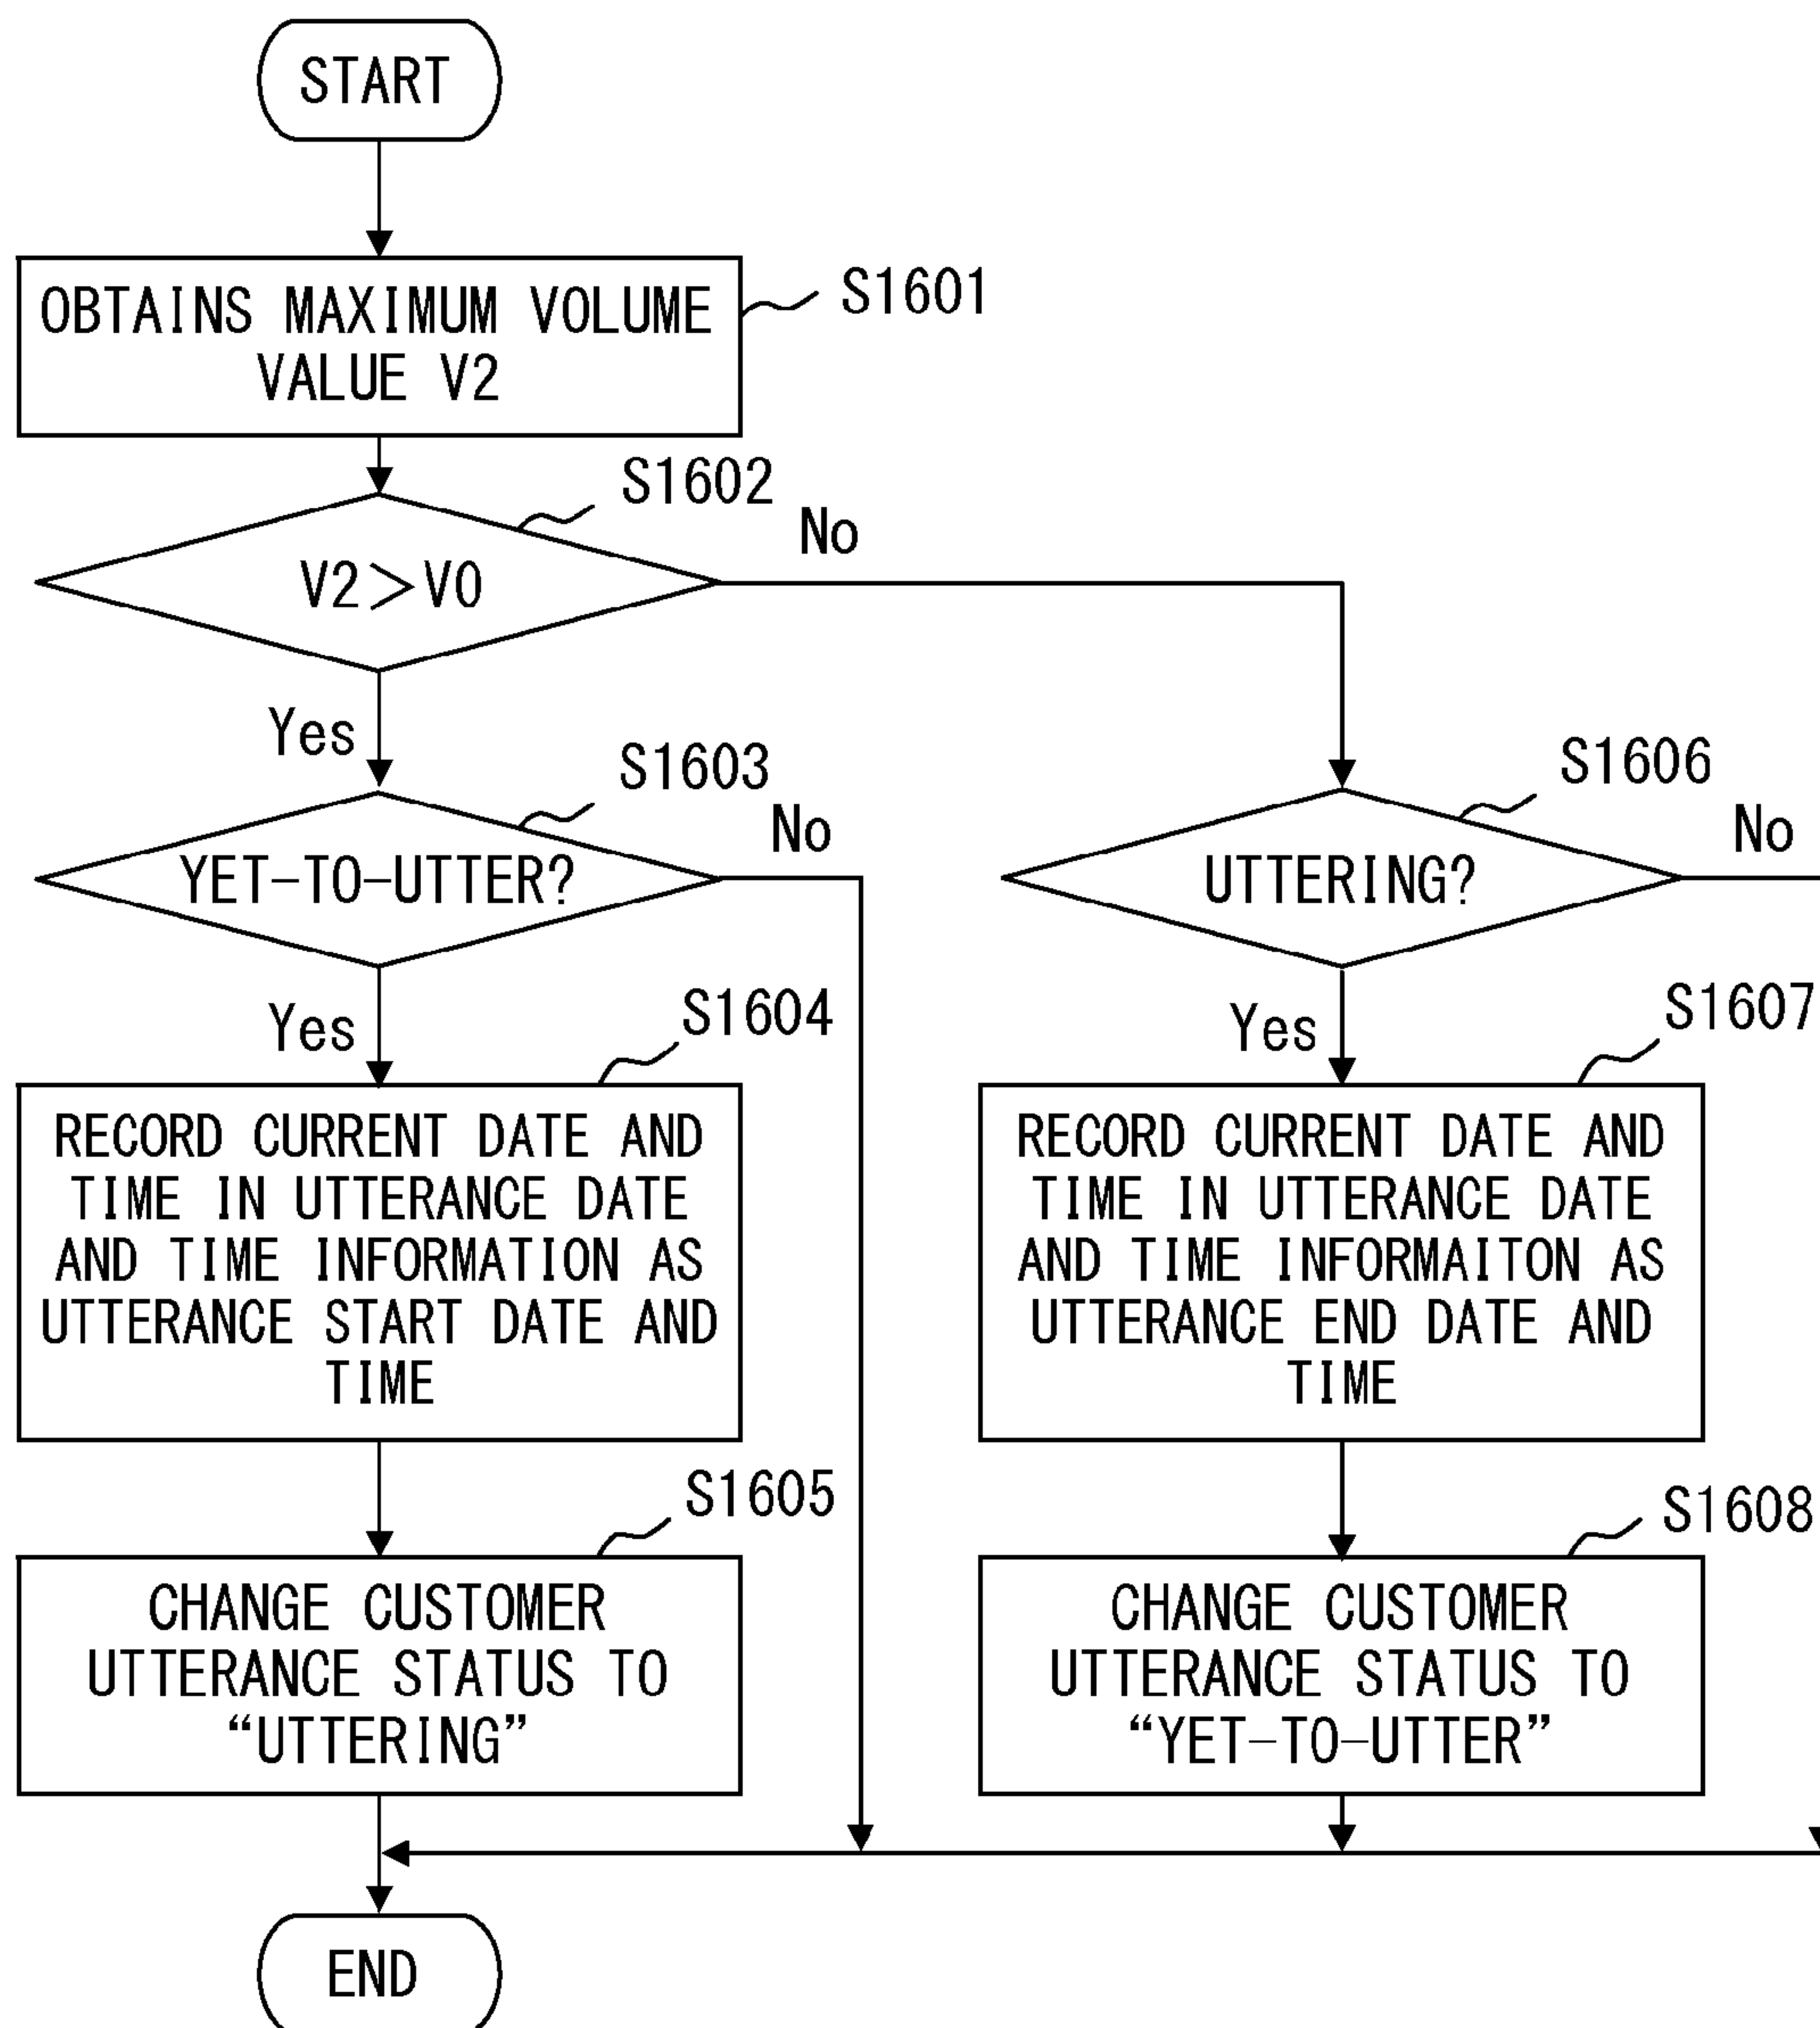 START
OBTAINS MAXIMUM VOLUME
VALUE V2
S1601
S1602
V2>V0
No
Yes
S1603
YET-TO-UTTER?
No
Yes
S1604
RECORD CURRENT DATE AND
TIME IN UTTERANCE DATE
AND TIME INFORMATION AS
UTTERANCE START DATE AND
TIME
S1605
CHANGE CUSTOMER
UTTERANCE STATUS TO
“UTTERING”
S1606
UTTERING?
No
Yes
S1607
RECORD CURRENT DATE AND
TIME IN UTTERANCE DATE
AND TIME INFORMAITON AS
UTTERANCE END DATE AND
TIME
S1608
CHANGE CUSTOMER
UTTERANCE STATUS TO
“YET-TO-UTTER”
END